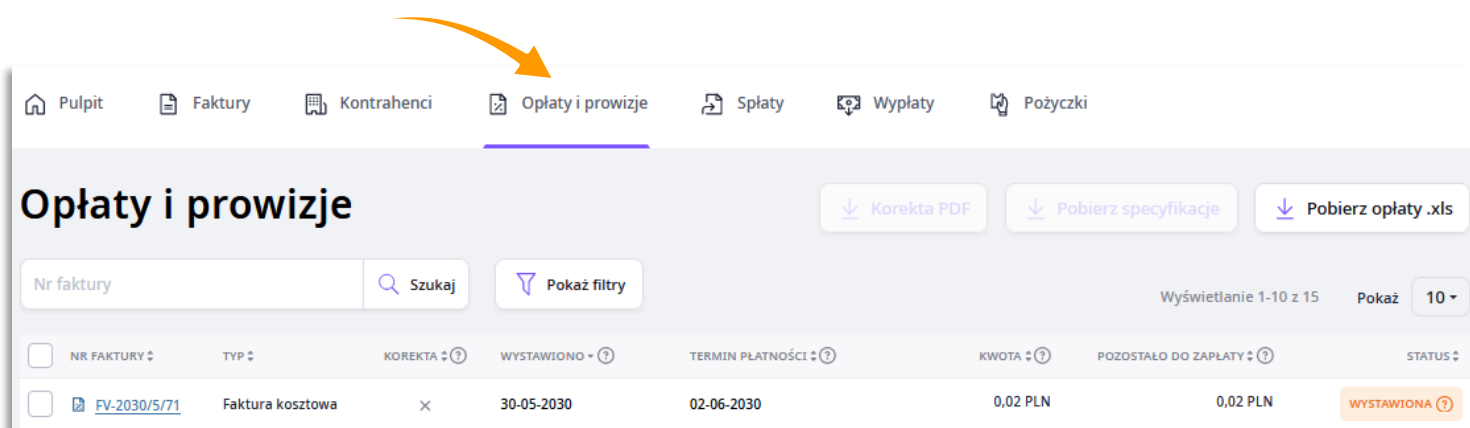 Pulpit Faktury Kontrahenci Opłaty i prowizje Spłaty Wypłaty Pożyczki
Opłaty i prowizje
Korekta PDF Pobierz specyfikacje Pobierz opłaty .xls
Nr faktury Szukaj Pokaż filtry
Wyświetlanie 1-10 z 15 Pokaż 10
NR FAKTURY TYP KOREKTA ? WYSTAWIONO ? TERMIN PŁATNOŚCI ? KWOTA ? POZOSTAŁO DO ZAPŁATY ? STATUS
FV-2030/5/71 Faktura kosztowa × 30-05-2030 02-06-2030 0,02 PLN 0,02 PLN WYSTAWIONA ?